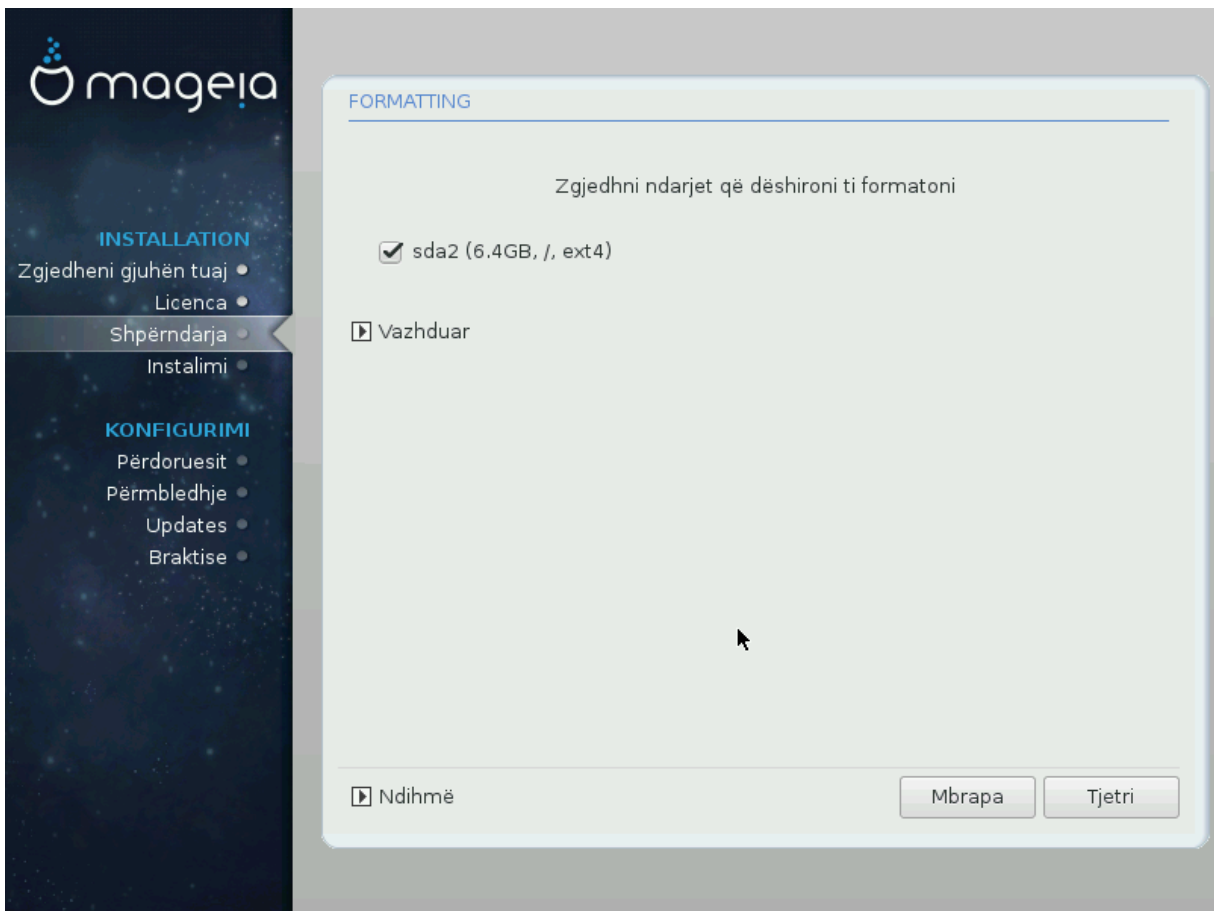 mageia
INSTALLATION
Zgjedheni gjuhën tuaj
Licenca
Shpërndarja
Instalimi
KONFIGURIMI
Përdoruesit
Përmbledhje
Updates
Braktise
FORMATTING
Zgjedhni ndarjet që dëshironi ti formatoni
sda2 (6.4GB, /, ext4)
Vazhduar
Ndihmë
Mbrapa
Tjetri